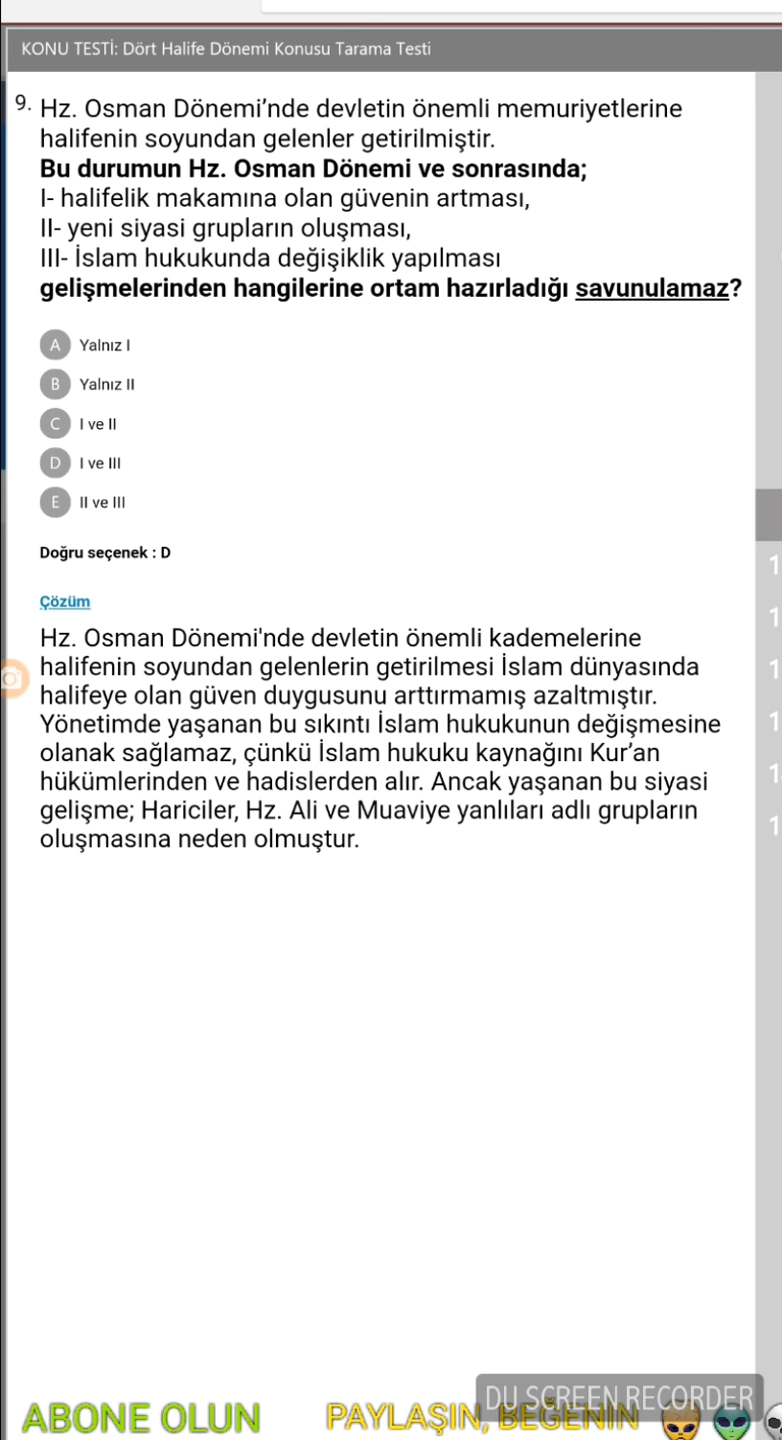 KONU TESTİ: Dört Halife Dönemi Konusu Tarama Testi
9. Hz. Osman Dönemi’nde devletin önemli memuriyetlerine
halifenin soyundan gelenler getirilmiştir.
Bu durumun Hz. Osman Dönemi ve sonrasında;
I- halifelik makamına olan güvenin artması,
II- yeni siyasi grupların oluşması,
III- İslam hukukunda değişiklik yapılması
gelişmelerinden hangilerine ortam hazırladığı savunulamaz?
A Yalnız I
B Yalnız II
C I ve II
D I ve III
E II ve III
Doğru seçenek : D
Çözüm
Hz. Osman Dönemi'nde devletin önemli kademelerine
halifenin soyundan gelenlerin getirilmesi İslam dünyasında
halifeye olan güven duygusunu arttırmamış azaltmıştır.
Yönetimde yaşanan bu sıkıntı İslam hukukunun değişmesine
olanak sağlamaz, çünkü İslam hukuku kaynağını Kur’an
hükümlerinden ve hadislerden alır. Ancak yaşanan bu siyasi
gelişme; Hariciler, Hz. Ali ve Muaviye yanlıları adlı grupların
oluşmasına neden olmuştur.
1
1
1
1
1
1
DU SCREEN RECORDER
ABONE OLUN PAYLAŞIN, BEĞENİN